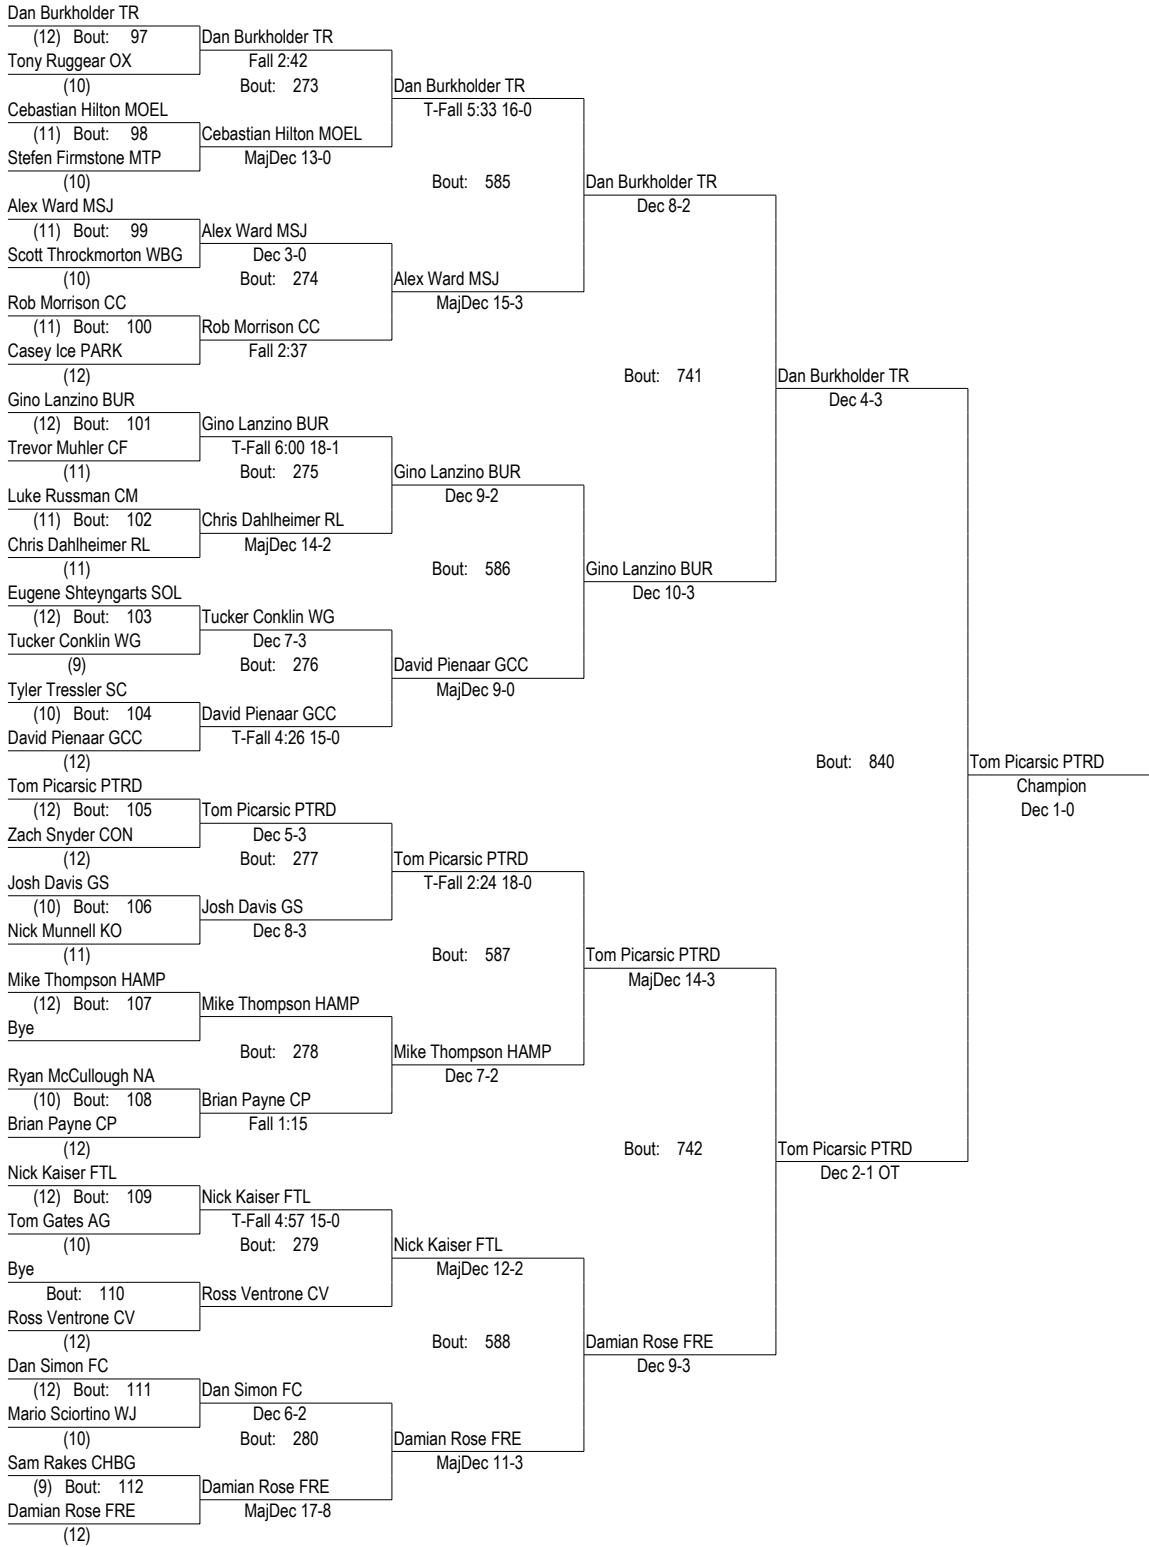 Dan Burkholder TR
(12) Bout: 97 Dan Burkholder TR
Tony Ruggear OX Fall 2:42
(10) Bout: 273 Dan Burkholder TR
Cebastian Hilton MOEL T-Fall 5:33 16-0
(11) Bout: 98 Cebastian Hilton MOEL
Stefen Firmstone MTP MajDec 13-0
(10) Bout: 585 Dan Burkholder TR
Alex Ward MSJ Dec 8-2
(11) Bout: 99 Alex Ward MSJ
Scott Throckmorton WBG Dec 3-0
(10) Bout: 274 Alex Ward MSJ
Rob Morrison CC MajDec 15-3
(11) Bout: 100 Rob Morrison CC
Casey Ice PARK Fall 2:37
(12) Bout: 741 Dan Burkholder TR
Gino Lanzino BUR Dec 4-3
(12) Bout: 101 Gino Lanzino BUR
Trevor Muhler CF T-Fall 6:00 18-1
(11) Bout: 275 Gino Lanzino BUR
Luke Russman CM Dec 9-2
(11) Bout: 102 Chris Dahlheimer RL
Chris Dahlheimer RL MajDec 14-2
(11) Bout: 586 Gino Lanzino BUR
Eugene Shteyngarts SOL Dec 10-3
(12) Bout: 103 Tucker Conklin WG
Tucker Conklin WG Dec 7-3
(9) Bout: 276 David Pienaar GCC
Tyler Tressler SC MajDec 9-0
(10) Bout: 104 David Pienaar GCC
David Pienaar GCC T-Fall 4:26 15-0
(12) Bout: 840 Tom Picarsic PTRD
Tom Picarsic PTRD Champion
(12) Bout: 105 Tom Picarsic PTRD Dec 1-0
Zach Snyder CON Dec 5-3
(12) Bout: 277 Tom Picarsic PTRD
Josh Davis GS T-Fall 2:24 18-0
(10) Bout: 106 Josh Davis GS
Nick Munnell KO Dec 8-3
(11) Bout: 587 Tom Picarsic PTRD
Mike Thompson HAMP MajDec 14-3
(12) Bout: 107 Mike Thompson HAMP
Bye
Bout: 278 Mike Thompson HAMP
Ryan McCullough NA Dec 7-2
(10) Bout: 108 Brian Payne CP
Brian Payne CP Fall 1:15
(12) Bout: 742 Tom Picarsic PTRD
Nick Kaiser FTL Dec 2-1 OT
(12) Bout: 109 Nick Kaiser FTL
Tom Gates AG T-Fall 4:57 15-0
(10) Bout: 279 Nick Kaiser FTL
Bye MajDec 12-2
Bout: 110 Ross Ventrone CV
Ross Ventrone CV
(12) Bout: 588 Damian Rose FRE
Dan Simon FC Dec 9-3
(12) Bout: 111 Dan Simon FC
Mario Sciortino WJ Dec 6-2
(10) Bout: 280 Damian Rose FRE
Sam Rakes CHBG MajDec 11-3
(9) Bout: 112 Damian Rose FRE
Damian Rose FRE MajDec 17-8
(12)